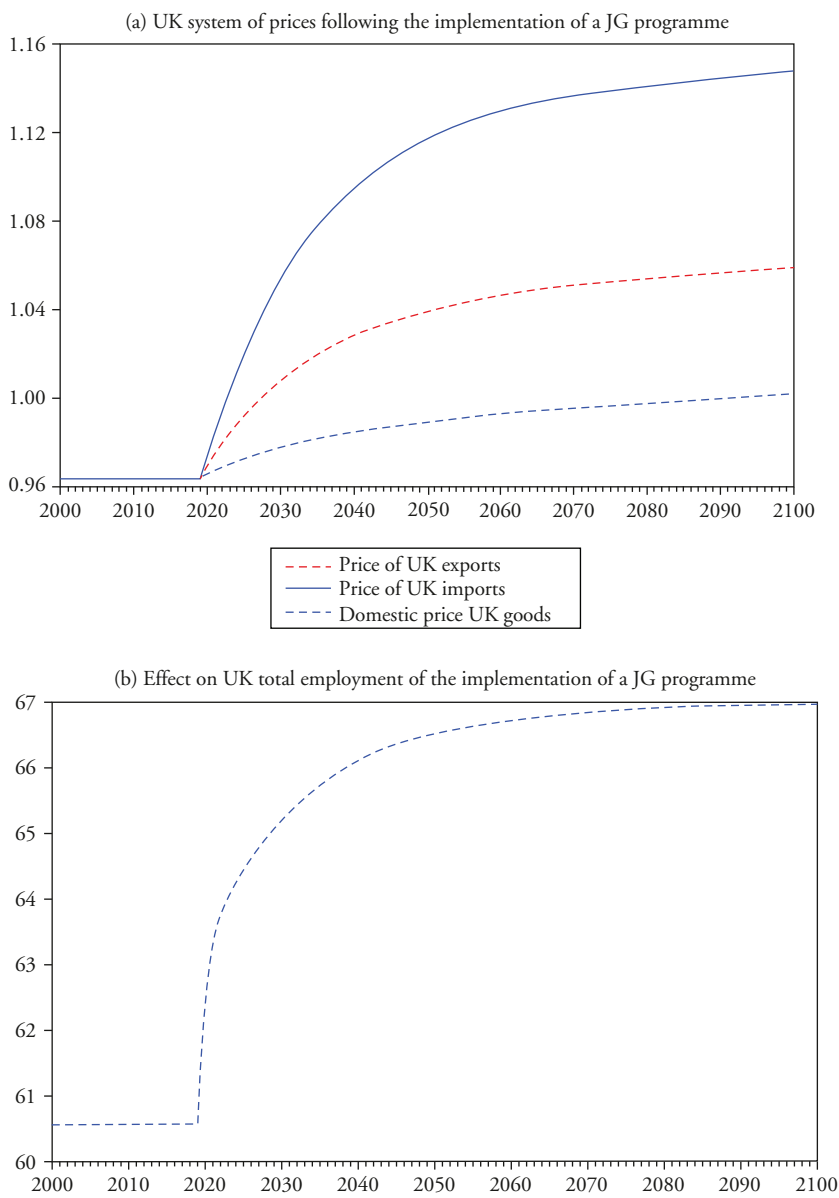 (a) UK system of prices following the implementation of a JG programme
1.16
1.12
1.08
1.04
1.00
0.96
2000 2010 2020 2030 2040 2050 2060 2070 2080 2090 2100
Price of UK exports
Price of UK imports
Domestic price UK goods
(b) Effect on UK total employment of the implementation of a JG programme
67
66
65
64
63
62
61
60
2000 2010 2020 2030 2040 2050 2060 2070 2080 2090 2100